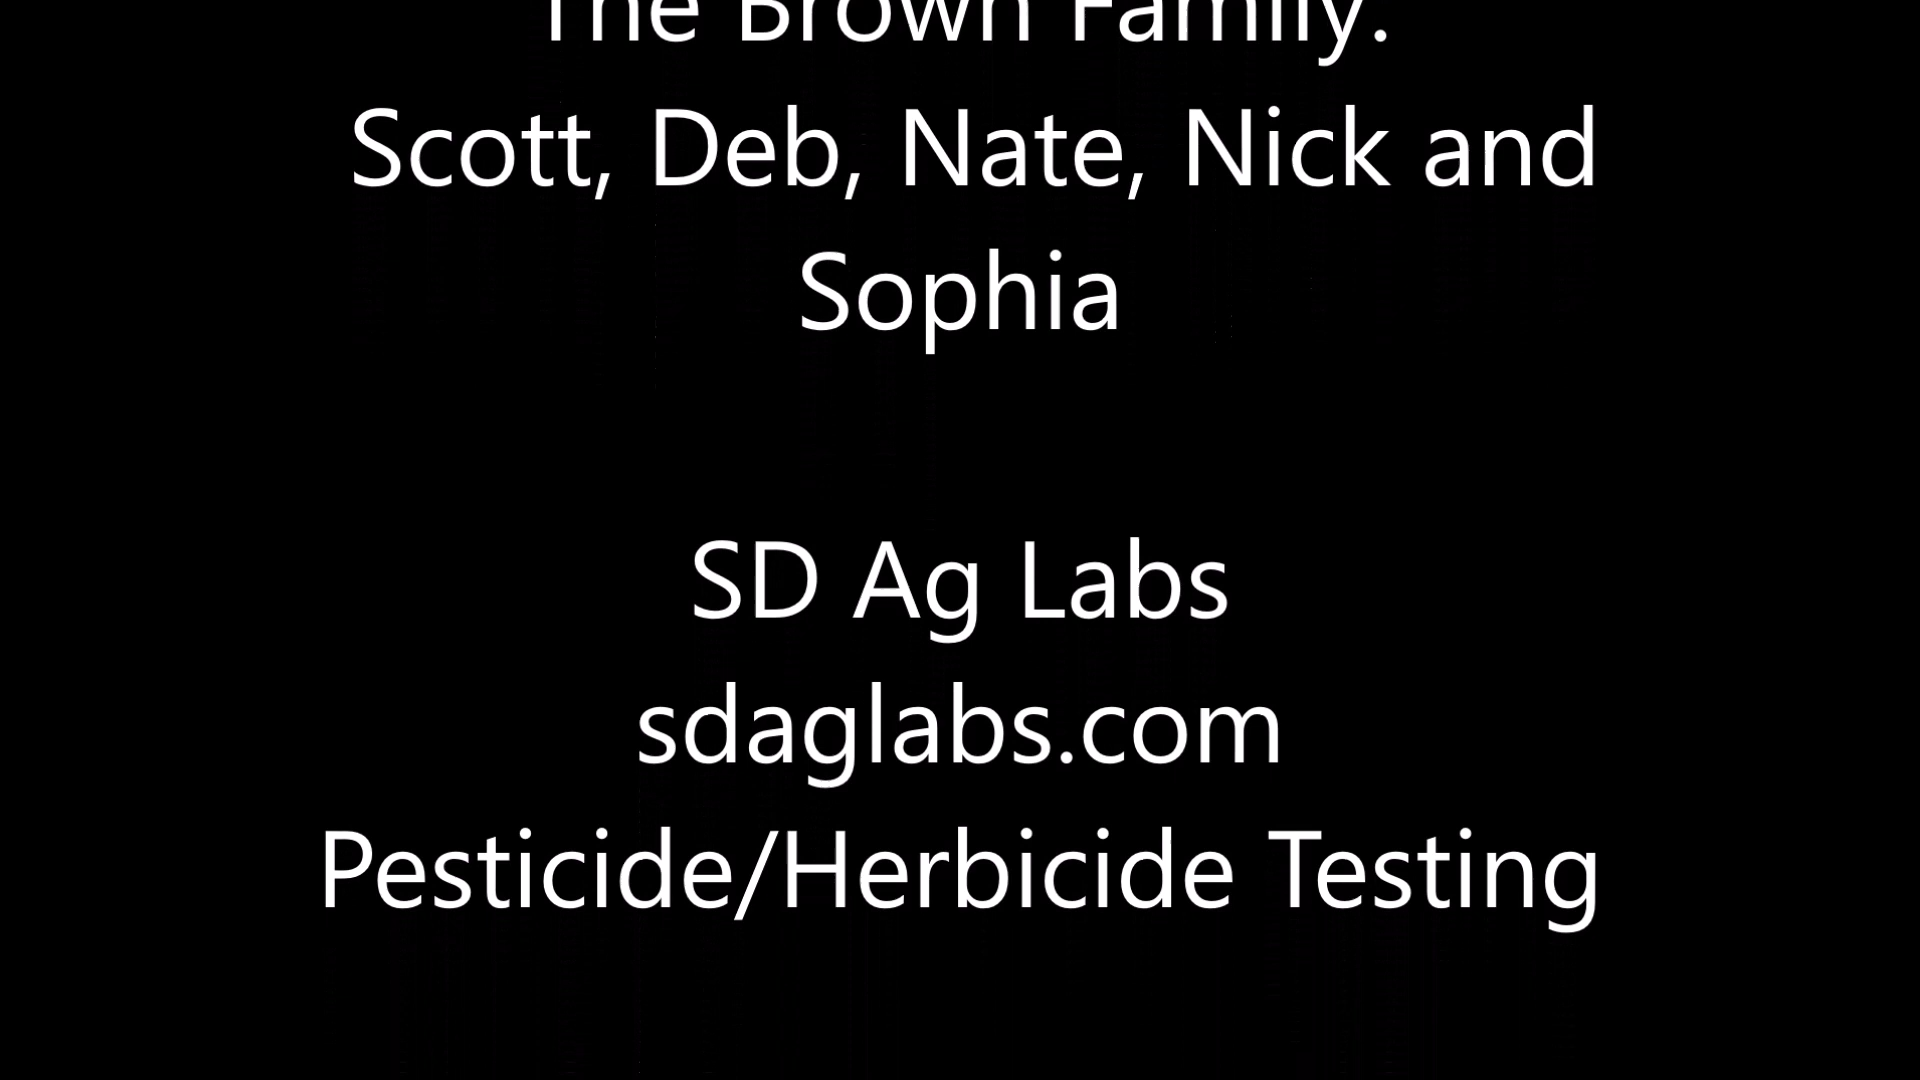 The Brown Family:
Scott, Deb, Nate, Nick and
Sophia
SD Ag Labs
sdaglabs.com
Pesticide/Herbicide Testing